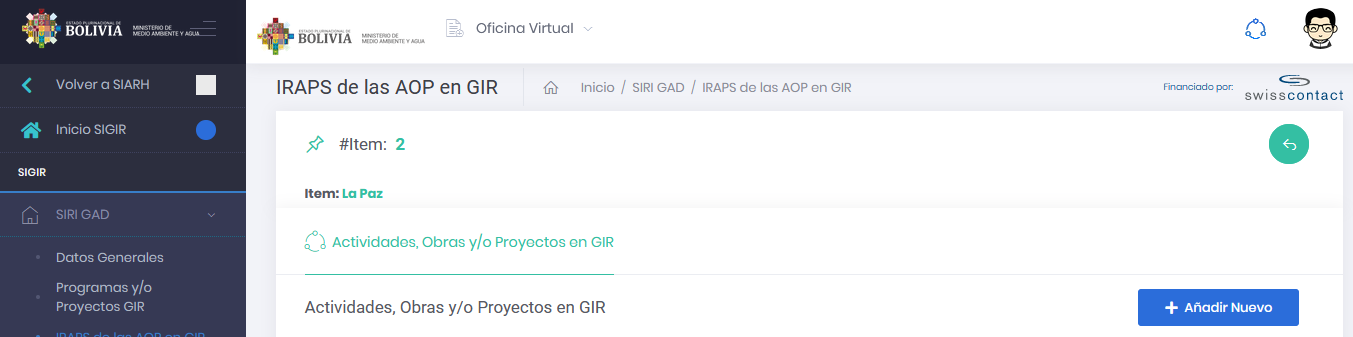 ESTADO PLURINACIONAL DE
BOLIVIA
MINISTERIO DE
MEDIO AMBIENTE Y AGUA
Volver a SIARH
Inicio SIGIR
SIGIR
SIRI GAD
Datos Generales
Programas y/o
Proyectos GIR
IRAPS de las AOP en GIR
ESTADO PLURINACIONAL DE
BOLIVIA
MINISTERIO DE
MEDIO AMBIENTE Y AGUA
Oficina Virtual
IRAPS de las AOP en GIR
Inicio / SIRI GAD / IRAPS de las AOP en GIR
Financiado por:
swisscontact
#Item: 2
Item: La Paz
Actividades, Obras y/o Proyectos en GIR
Actividades, Obras y/o Proyectos en GIR
Añadir Nuevo